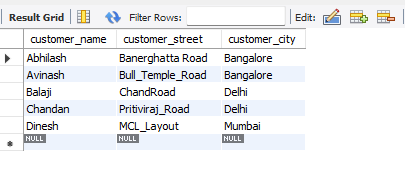 Result Grid Filter Rows: Edit:
customer_name customer_street customer_city
Abhilash Banerghatta Road Bangalore
Avinash Bull_Temple_Road Bangalore
Balaji ChandRoad Delhi
Chandan Pritiviraj_Road Delhi
Dinesh MCL_Layout Mumbai
NULL NULL NULL